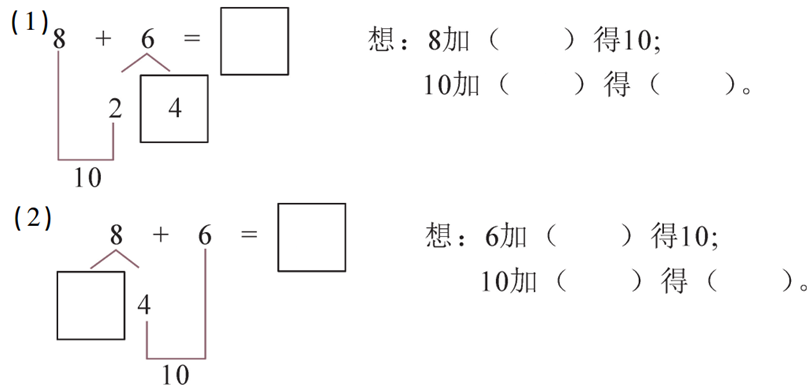 (1) 8 + 6 = □ 想：8加（ ）得10;
2 4 10加（ ）得（ ）。
10
(2) 8 + 6 = □ 想：6加（ ）得10;
□ 4 10加（ ）得（ ）。
10